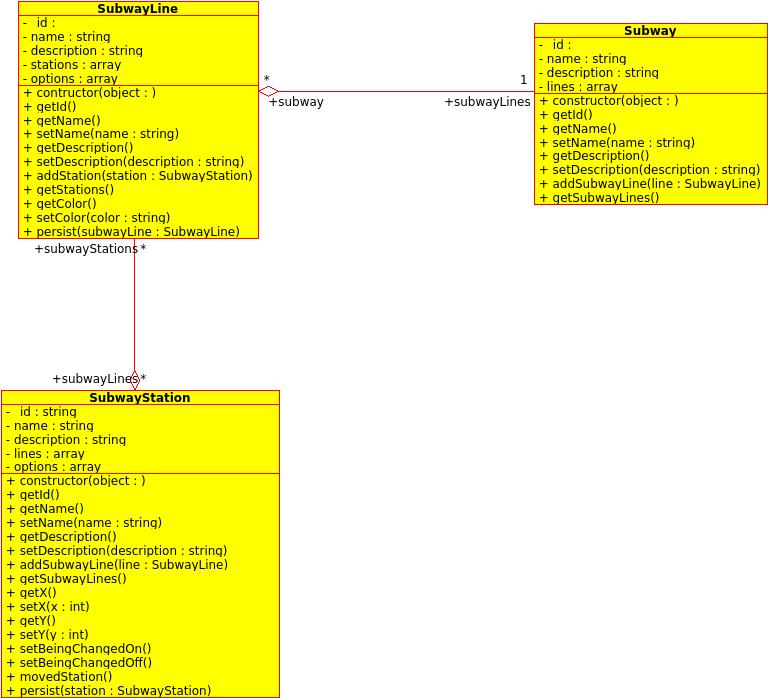 SubwayLine
- id :
- name : string
- description : string
- stations : array
- options : array
+ contructor(object : )
+ getId()
+ getName()
+ setName(name : string)
+ getDescription()
+ setDescription(description : string)
+ addStation(station : SubwayStation)
+ getStations()
+ getColor()
+ setColor(color : string)
+ persist(subwayLine : SubwayLine)
*
1
+subway
+subwayLines
Subway
- id :
- name : string
- description : string
- lines : array
+ constructor(object : )
+ getId()
+ getName()
+ setName(name : string)
+ getDescription()
+ setDescription(description : string)
+ addSubwayLine(line : SubwayLine)
+ getSubwayLines()
+subwayStations *
+subwayLines *
SubwayStation
- id : string
- name : string
- description : string
- lines : array
- options : array
+ constructor(object : )
+ getId()
+ getName()
+ setName(name : string)
+ getDescription()
+ setDescription(description : string)
+ addSubwayLine(line : SubwayLine)
+ getSubwayLines()
+ getX()
+ setX(x : int)
+ getY()
+ setY(y : int)
+ setBeingChangedOn()
+ setBeingChangedOff()
+ movedStation()
+ persist(station : SubwayStation)